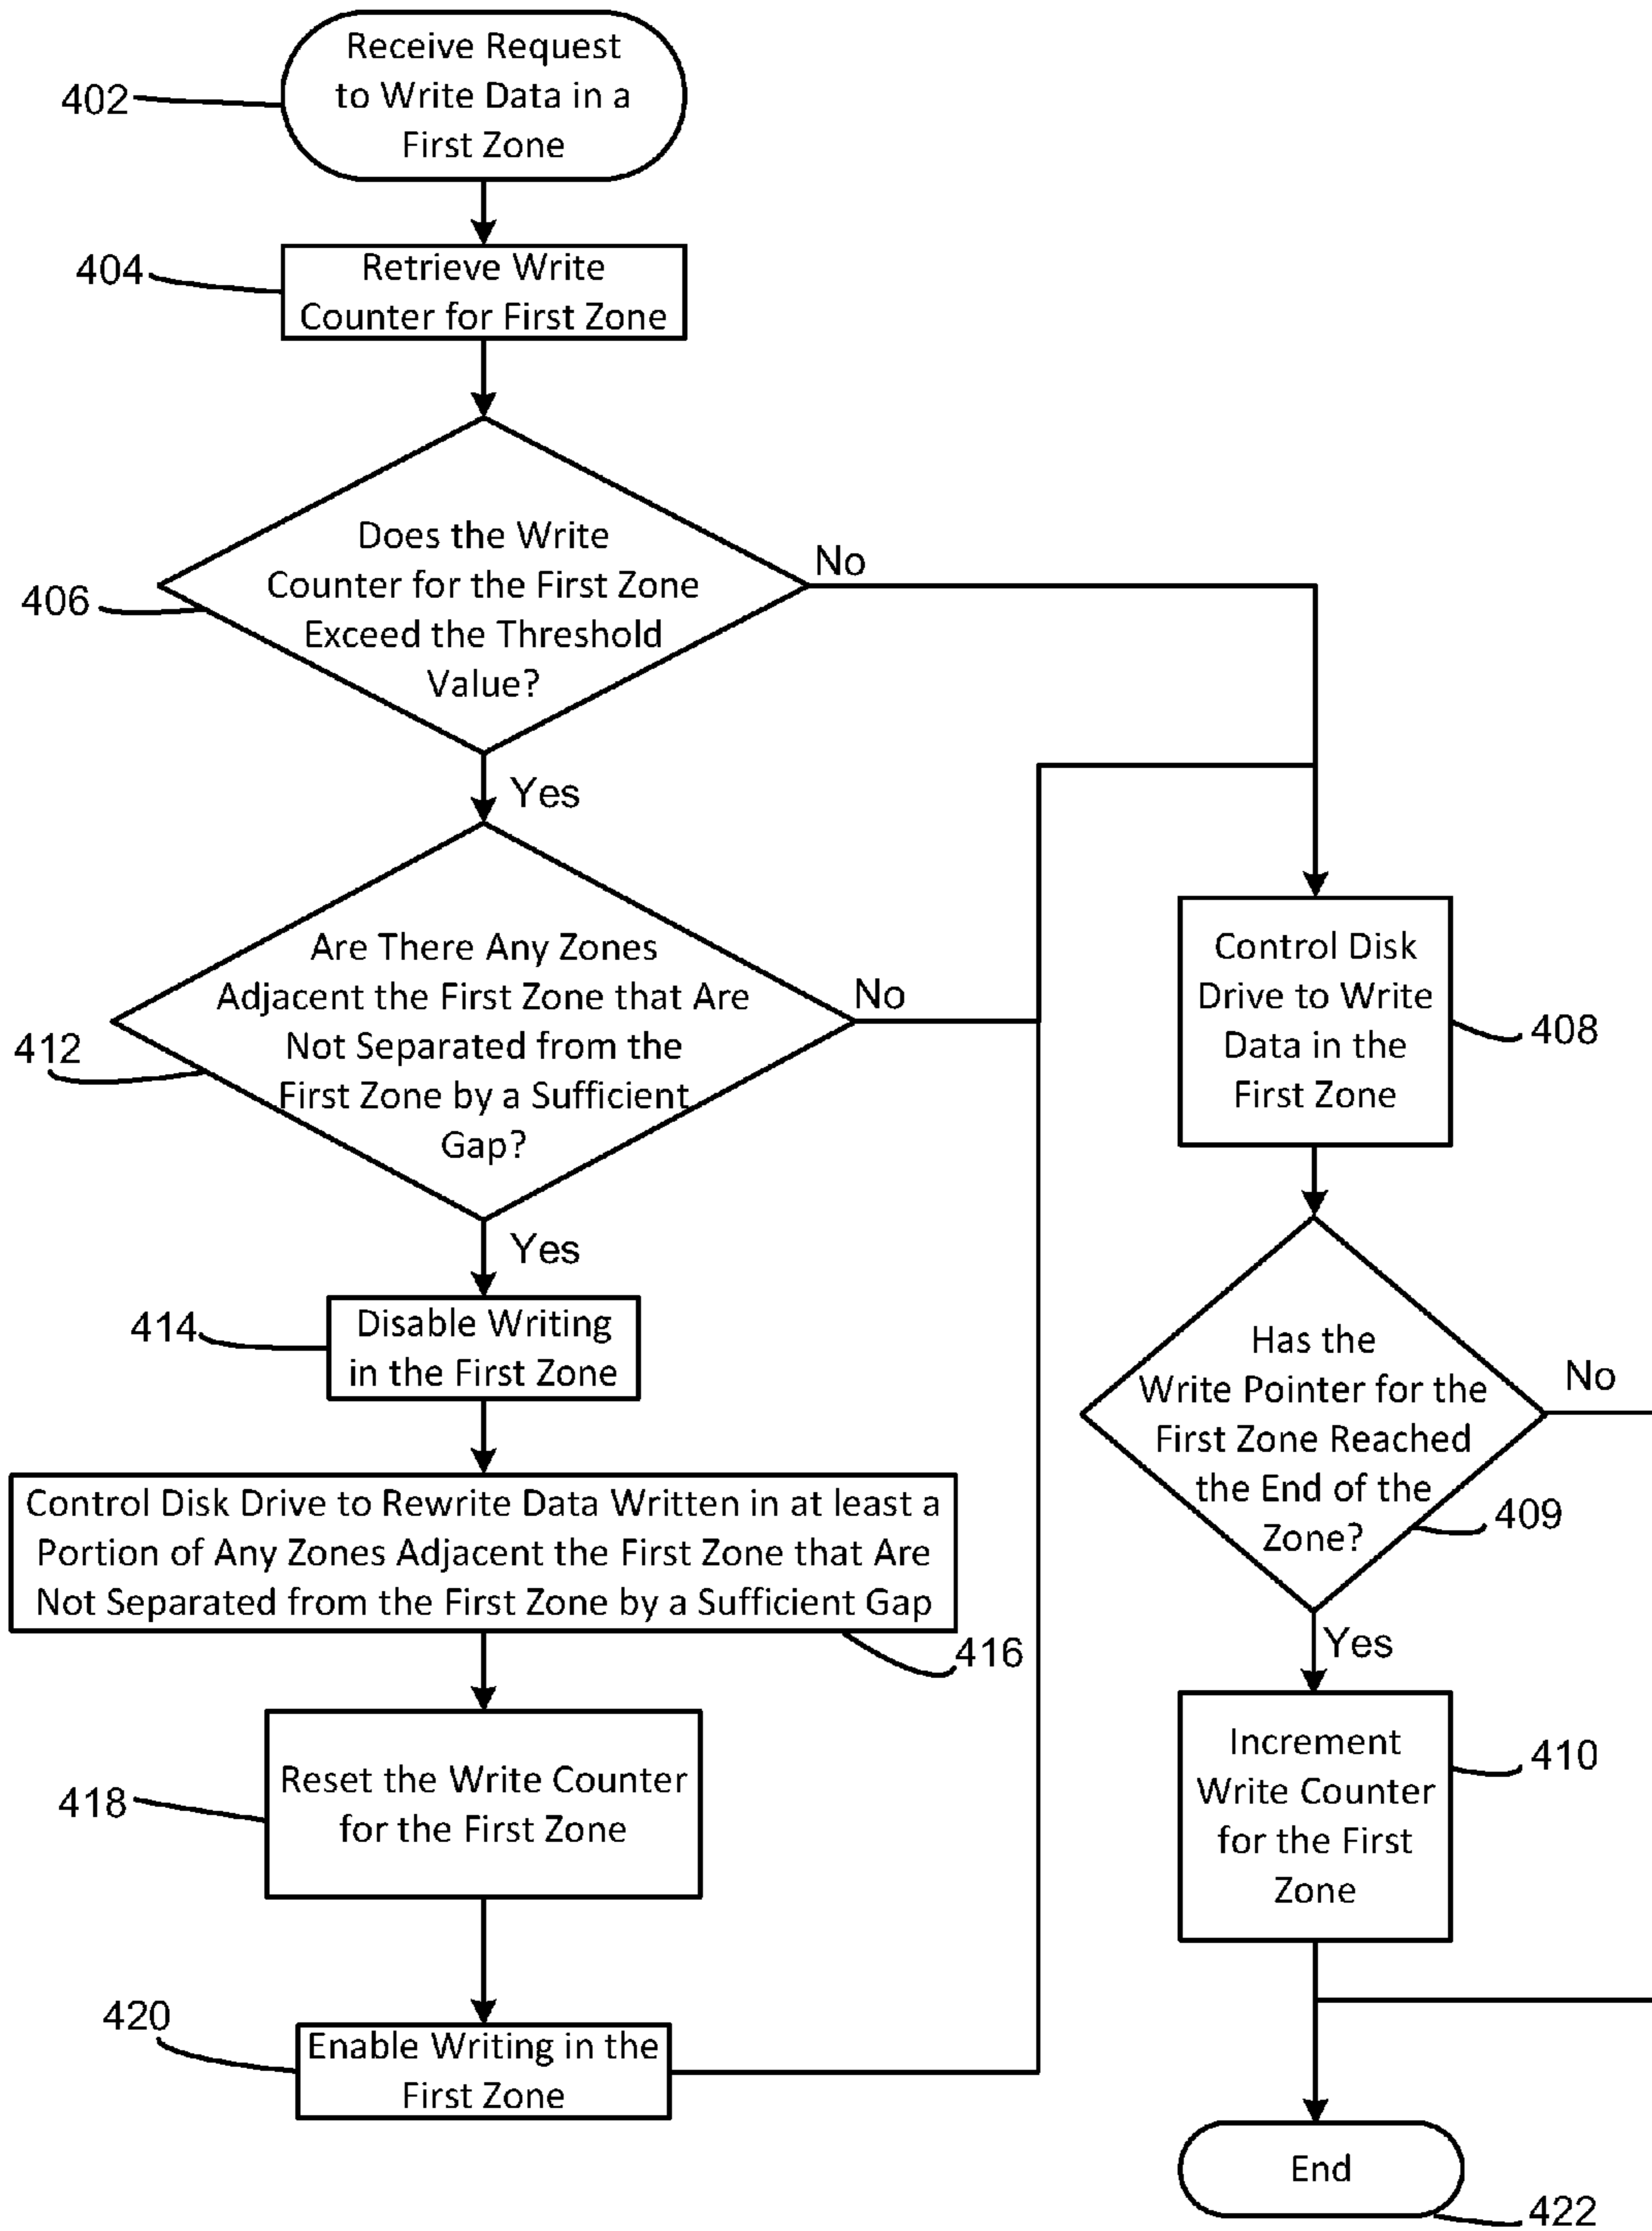 Receive Request
to Write Data in a
First Zone
402
404
Retrieve Write
Counter for First Zone
Does the Write
Counter for the First Zone
Exceed the Threshold
Value?
406
No
Yes
Are There Any Zones
Adjacent the First Zone that Are
Not Separated from the
First Zone by a Sufficient
Gap?
412
No
Yes
414
Disable Writing
in the First Zone
Control Disk Drive to Rewrite Data Written in at least a
Portion of Any Zones Adjacent the First Zone that Are
Not Separated from the First Zone by a Sufficient Gap
416
Reset the Write Counter
for the First Zone
418
420
Enable Writing in the
First Zone
Control Disk
Drive to Write
Data in the
First Zone
408
Has the
Write Pointer for the
First Zone Reached
the End of the
Zone?
No
409
Yes
Increment
Write Counter
for the First
Zone
410
End
422